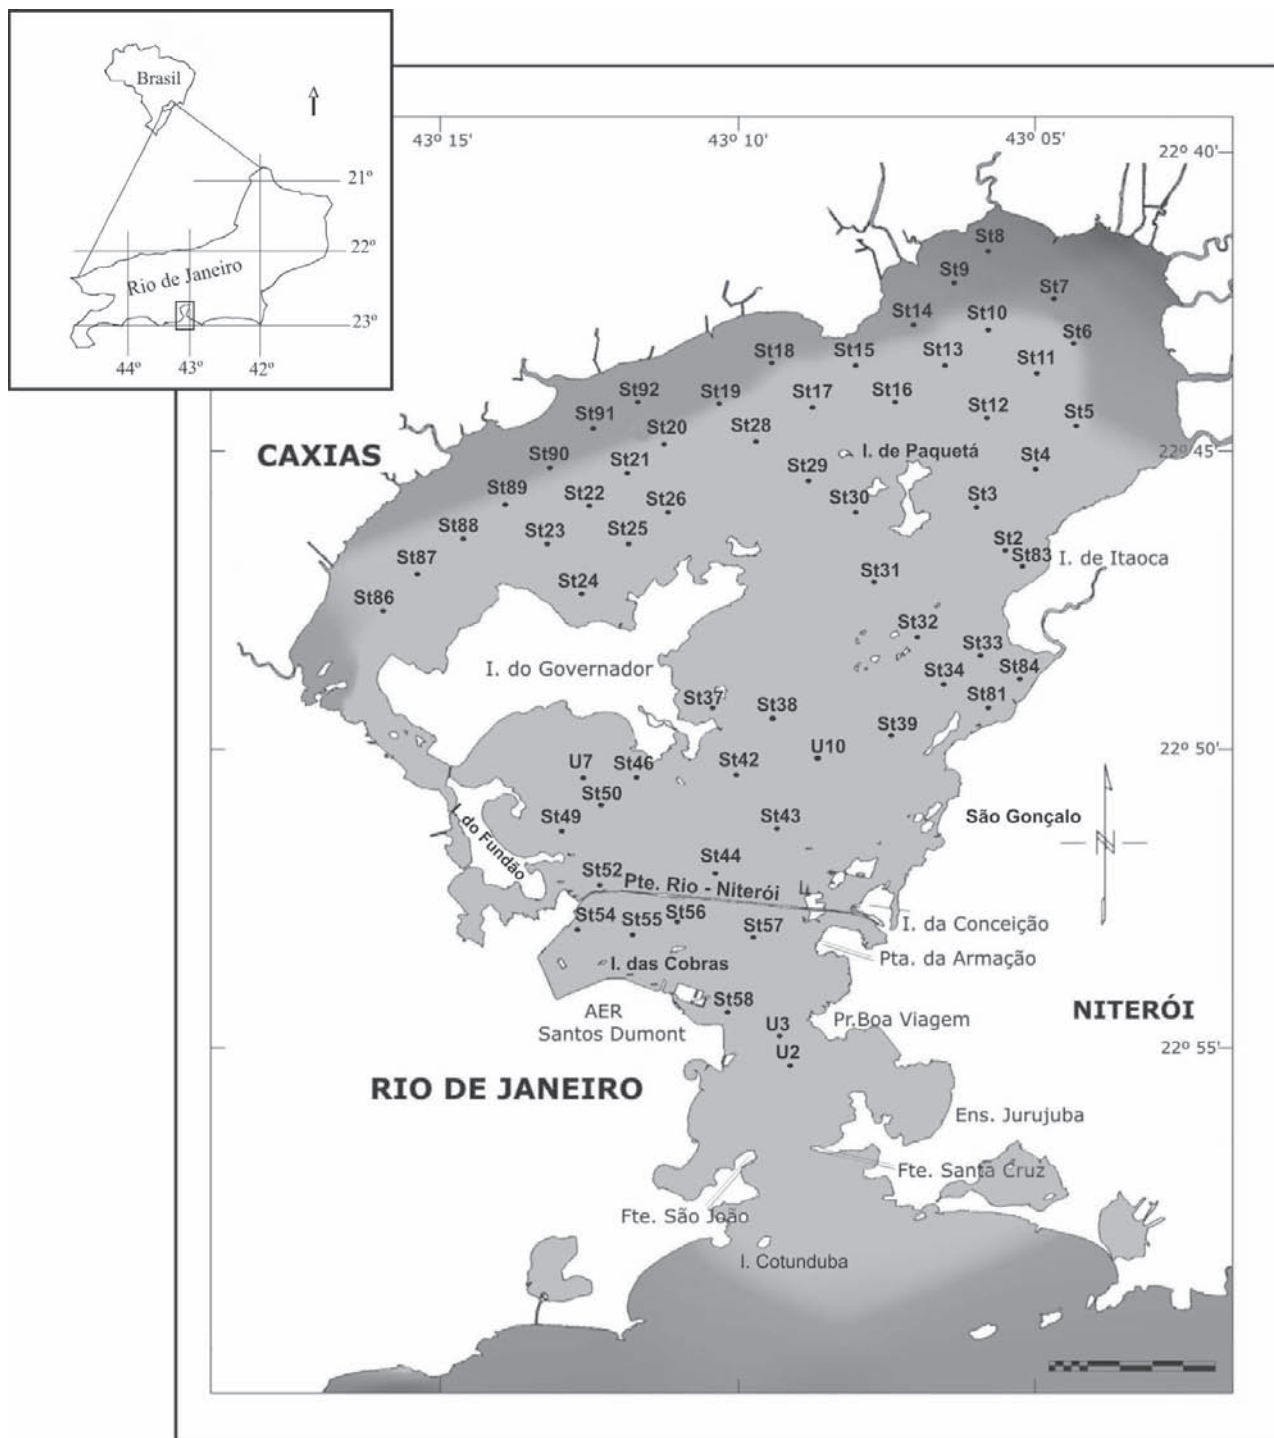 Brasil
21º
22º
Rio de Janeiro
23º
44º
43º
42º
43º 15'
43º 10'
43º 05'
22º 40'
St8
St9
St7
St14
St10
St6
St18
St15
St13
St11
St92
St19
St17
St16
St12
St5
St91
St20
St28
CAXIAS
St90
St21
St29
I. de Paquetá
St4
22º 45'
St89
St22
St26
St30
St3
St88
St23
St25
St2
St87
St83
I. de Itaoca
St24
St31
St86
St32
St33
I. do Governador
St34
St84
St37
St38
St81
St39
U7
St46
St42
U10
22º 50'
St50
St49
St43
São Gonçalo
I. do Fundão
N
St44
St52
Pte. Rio - Niterói
St54
St55
St56
St57
I. da Conceição
I. das Cobras
Pta. da Armação
St58
AER
Santos Dumont
U3
Pr.Boa Viagem
NITERÓI
U2
22º 55'
RIO DE JANEIRO
Ens. Jurujuba
Fte. Santa Cruz
Fte. São João
I. Cotunduba